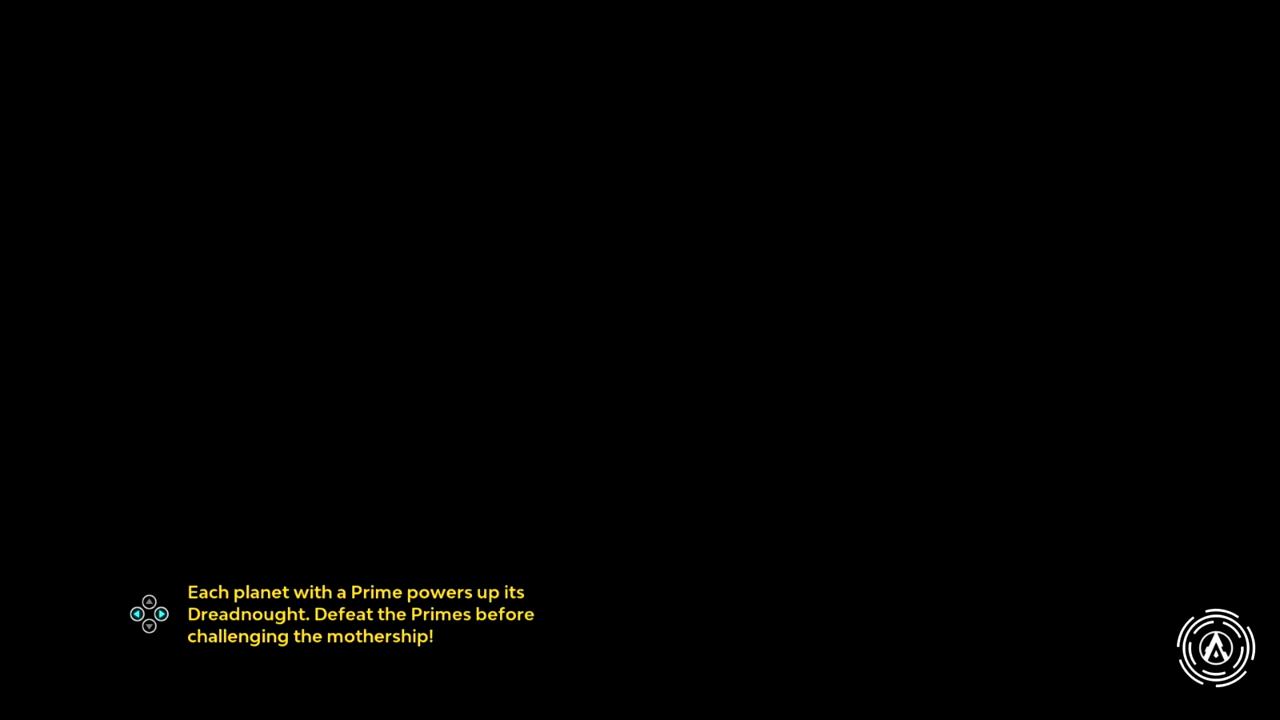 Each planet with a Prime powers up its
Dreadnought. Defeat the Primes before
challenging the mothership!